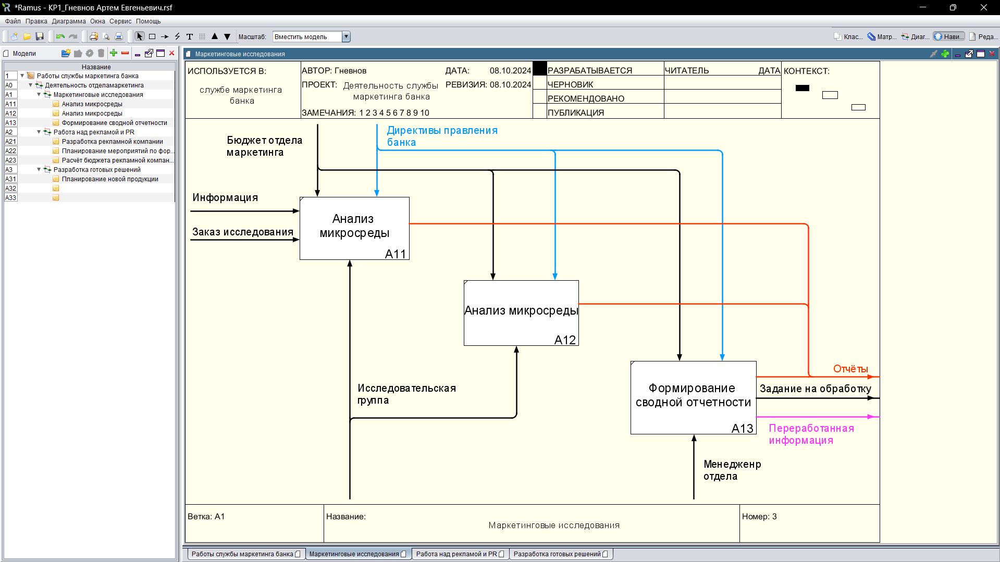 *Ramus - КР1_Гневнов Артем Евгеньевич.rsf
Файл Правка Диаграмма Окна Сервис Помощь
Масштаб: Вместить модель
Клас... Матр... Диаг... Нави... Реда...
Модели
Название
1 Работы службы маркетинга банка
A0 Деятельность отделамаркетинга
A1 Маркетинговые исследования
A11 Анализ микросреды
A12 Анализ микросреды
A13 Формирование сводной отчетности
A2 Работа над рекламой и PR
A21 Разработка рекламной компании
A22 Планирование мероприятий по фор...
A23 Расчёт бюджета рекламной компан...
A3 Разработка готовых решений
A31 Планирование новой продукции
A32
A33
Маркетинговые исследования
ИСПОЛЬЗУЕТСЯ В:
службе маркетинга
банка
АВТОР: Гневнов
ПРОЕКТ: Деятельность службы
маркетинга банка
ЗАМЕЧАНИЯ: 1 2 3 4 5 6 7 8 9 10
ДАТА: 08.10.2024
РЕВИЗИЯ: 08.10.2024
РАЗРАБАТЫВАЕТСЯ
ЧЕРНОВИК
РЕКОМЕНДОВАНО
ПУБЛИКАЦИЯ
ЧИТАТЕЛЬ ДАТА
КОНТЕКСТ:
Бюджет отдела
маркетинга
Директивы правления
банка
Информация
Заказ исследования
Анализ
микросреды
A11
Анализ микросреды
A12
Исследовательская
группа
Формирование
сводной отчетности
A13
Отчёты
Задание на обработку
Переработанная
информация
Менедженр
отдела
Ветка: A1
Название:
Маркетинговые исследования
Номер: 3
Работы службы маркетинга банка
Маркетинговые исследования
Работа над рекламой и PR
Разработка готовых решений